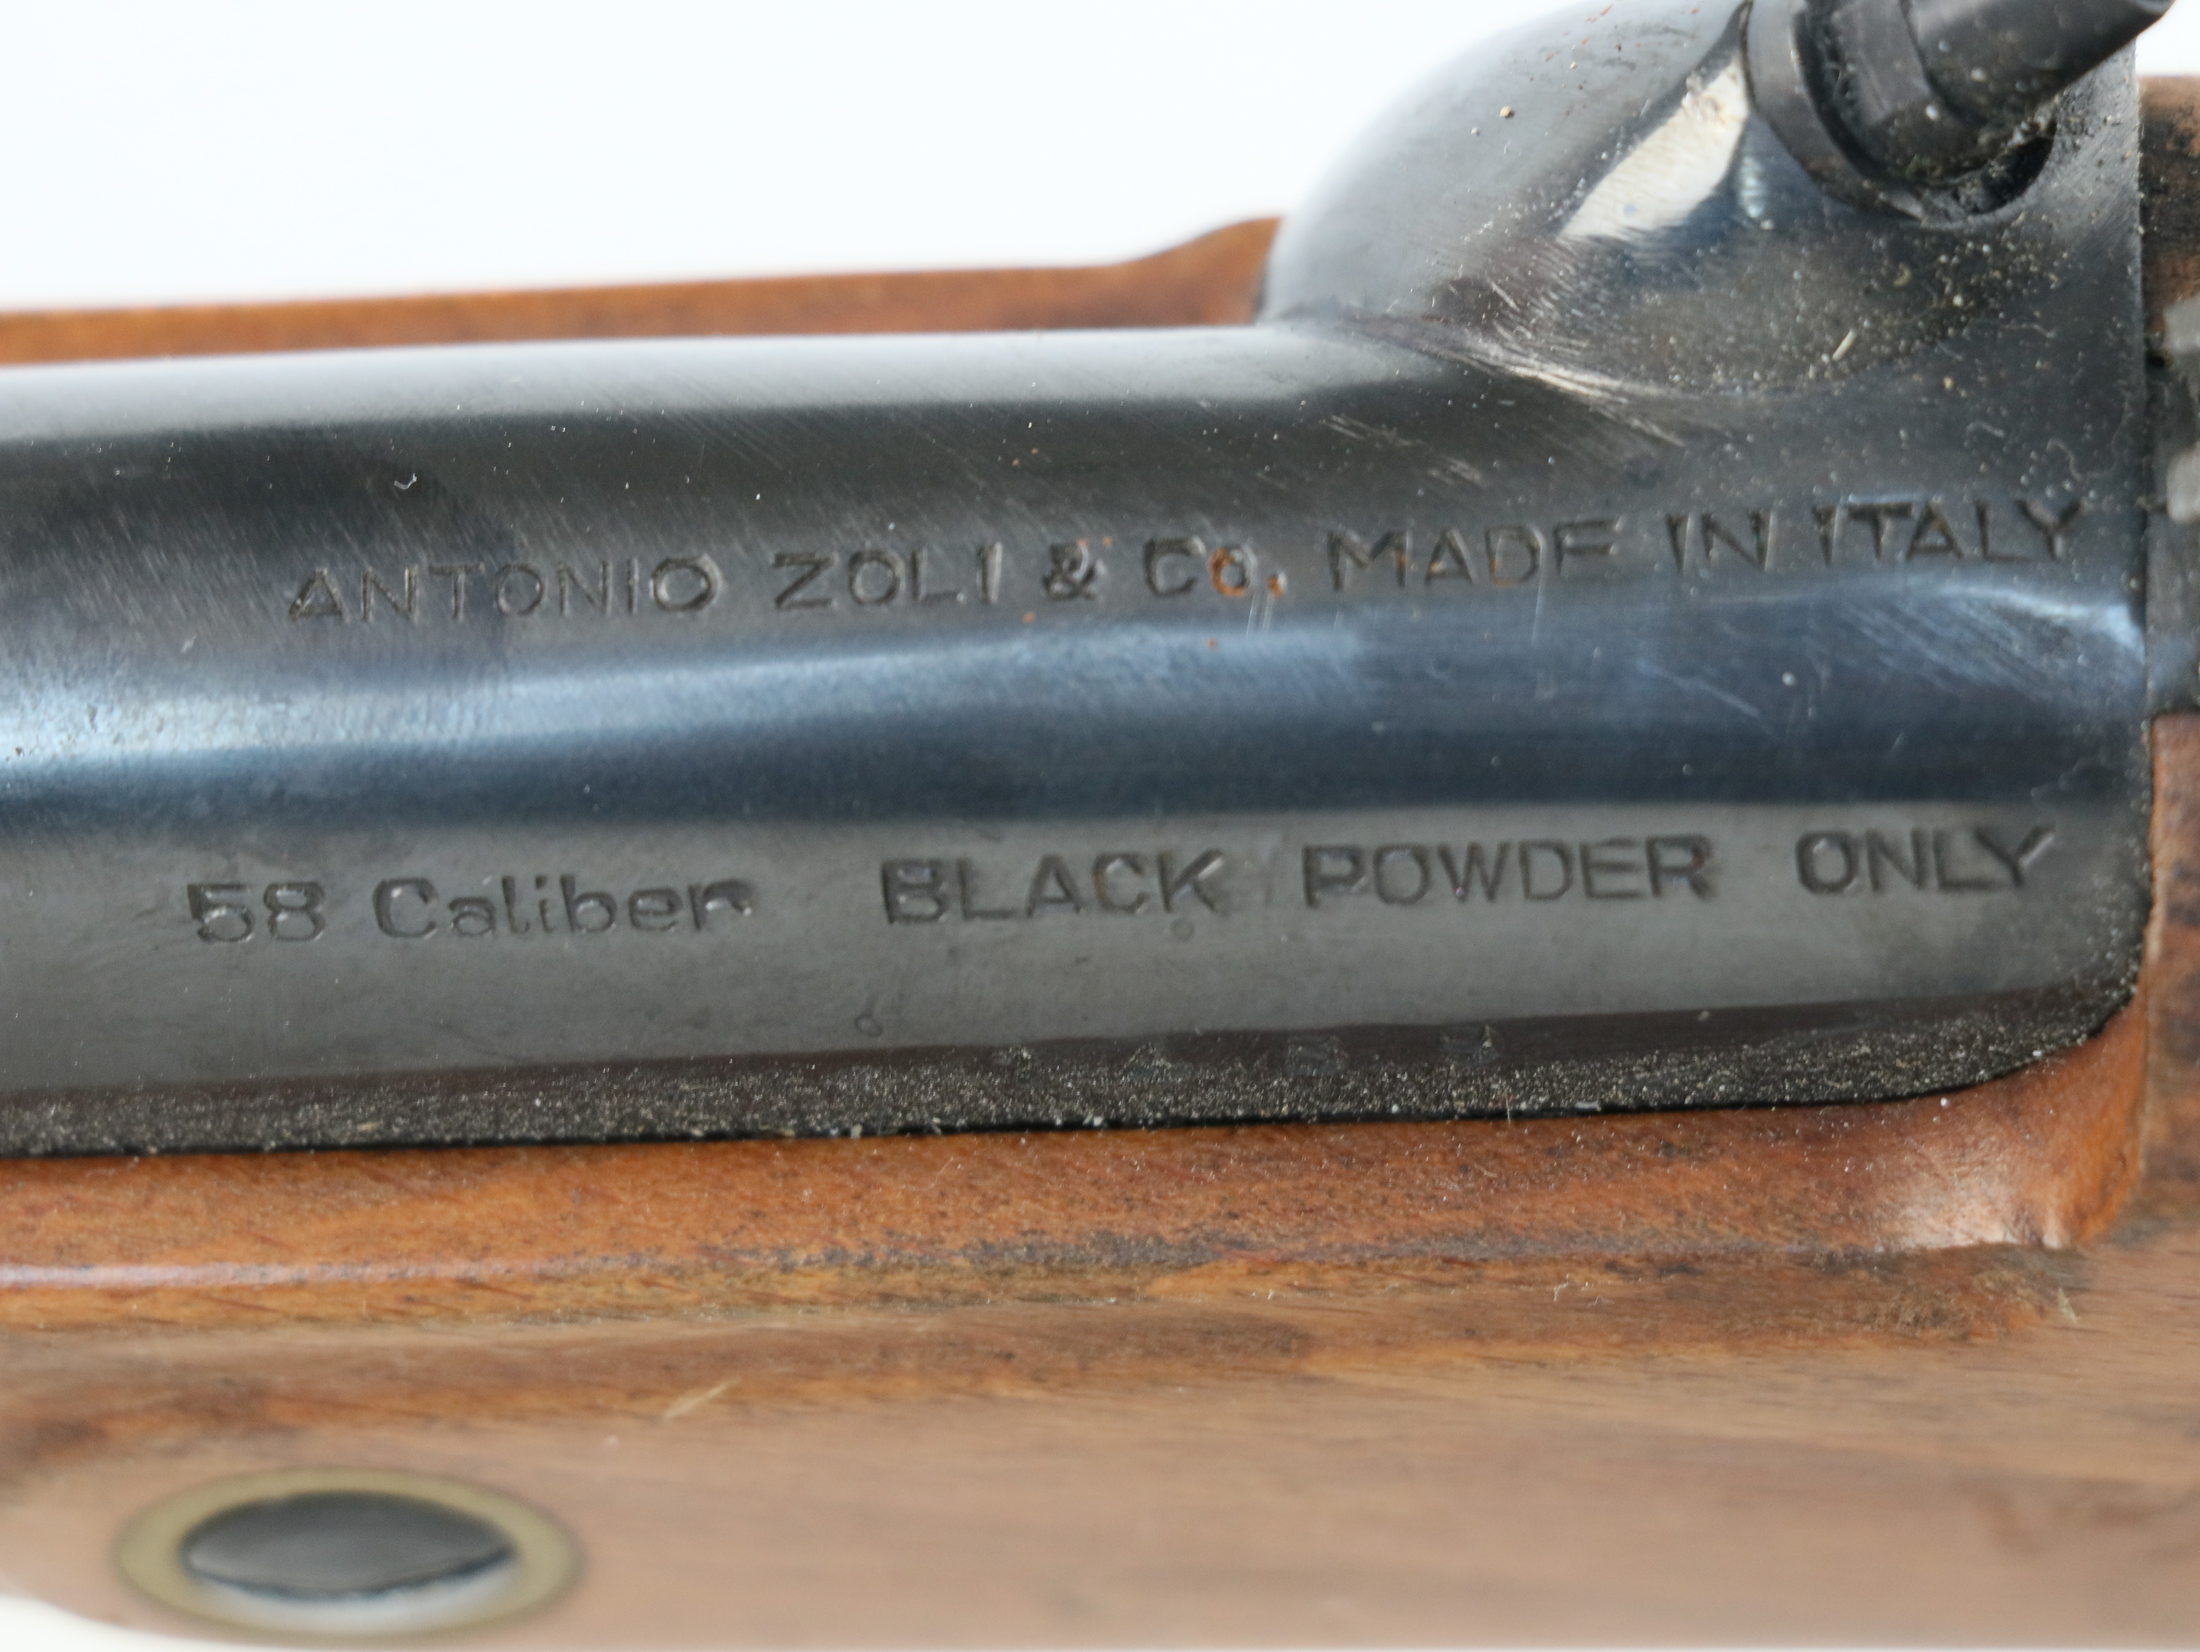 ANTONIO ZOLI & Co. MADE IN ITALY
58 Caliber BLACK POWDER ONLY